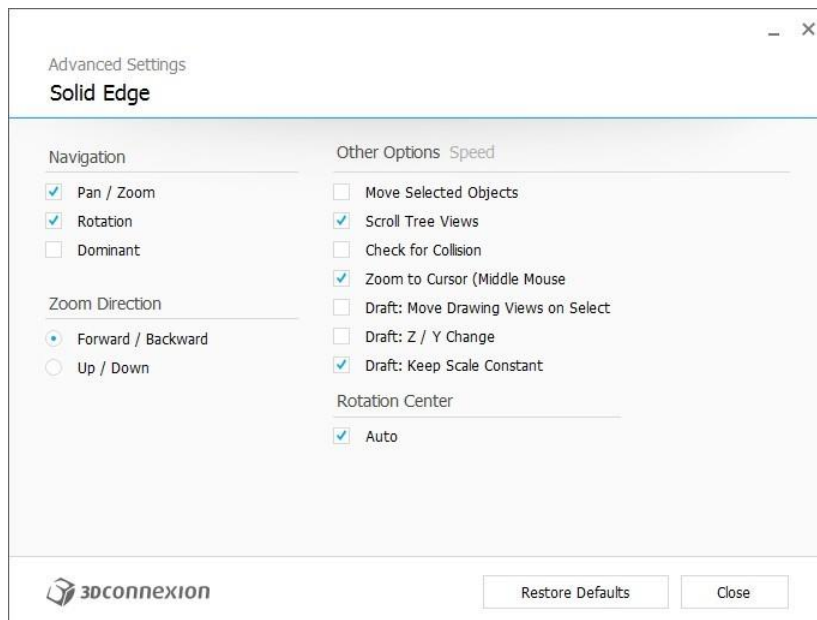 Advanced Settings
Solid Edge
Navigation
Pan / Zoom
Rotation
Dominant
Zoom Direction
Forward / Backward
Up / Down
Other Options Speed
Move Selected Objects
Scroll Tree Views
Check for Collision
Zoom to Cursor (Middle Mouse
Draft: Move Drawing Views on Select
Draft: Z / Y Change
Draft: Keep Scale Constant
Rotation Center
Auto
3Dconnexion
Restore Defaults
Close